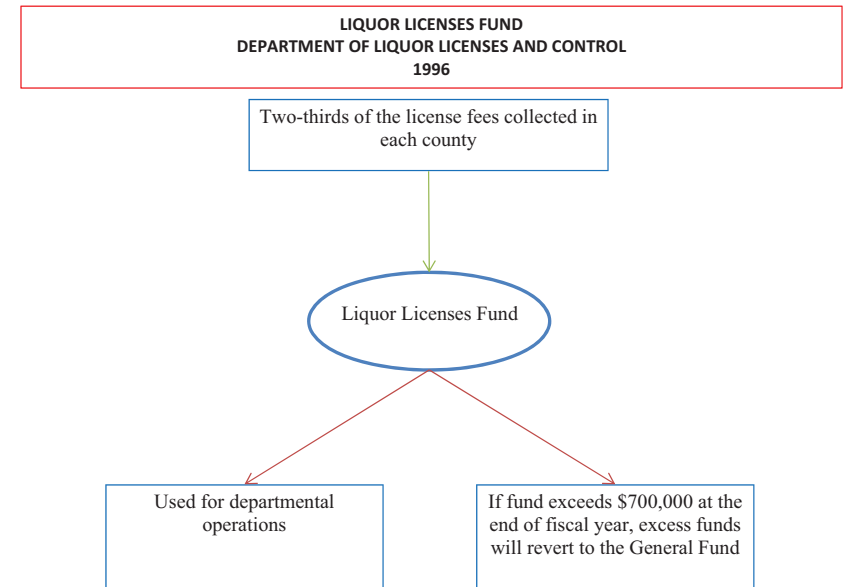 LIQUOR LICENSES FUND
DEPARTMENT OF LIQUOR LICENSES AND CONTROL
1996
Two-thirds of the license fees collected in
each county
Liquor Licenses Fund
Used for departmental
operations
If fund exceeds $700,000 at the
end of fiscal year, excess funds
will revert to the General Fund